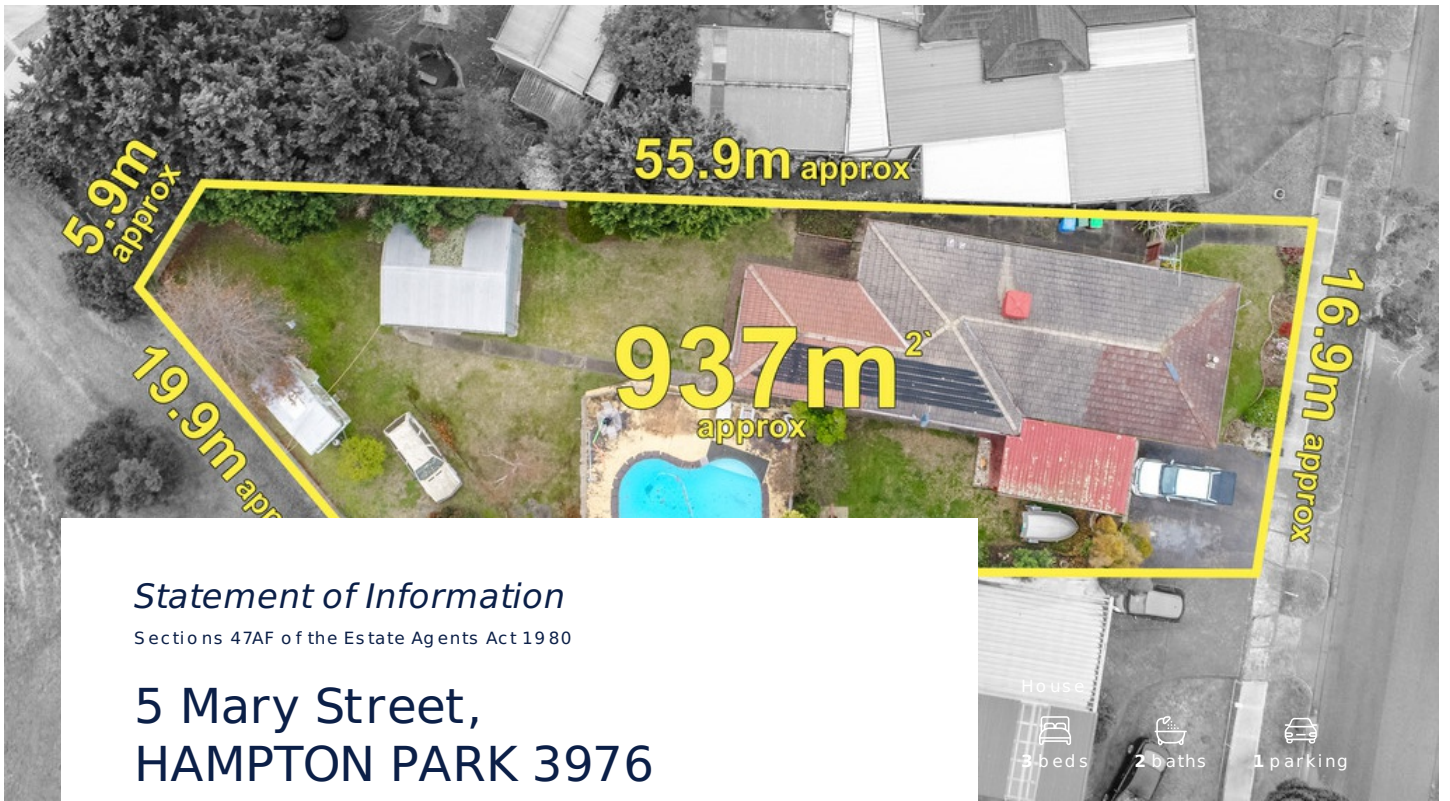 5.9m
approx
55.9m approx
16.9m approx
937m2`
approx
19.9m app
Statement of Information
Sections 47AF of the Estate Agents Act 1980
5 Mary Street,
HAMPTON PARK 3976
House
3 beds 2 baths 1 parking